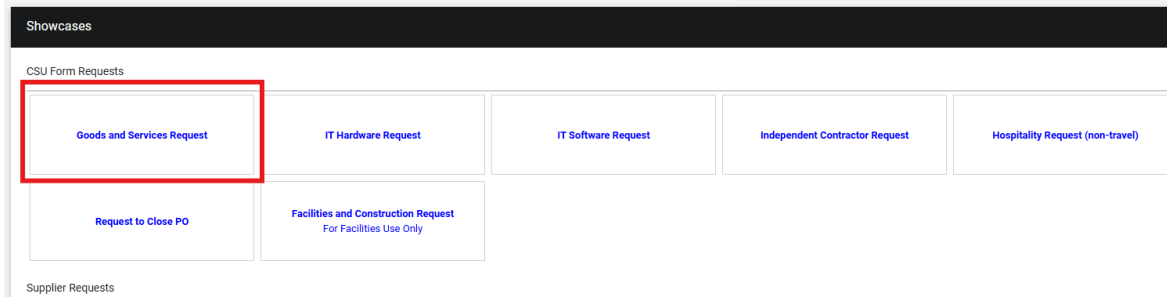 Showcases
CSU Form Requests
Goods and Services Request
IT Hardware Request
IT Software Request
Independent Contractor Request
Hospitality Request (non-travel)
Request to Close PO
Facilities and Construction Request
For Facilities Use Only
Supplier Requests